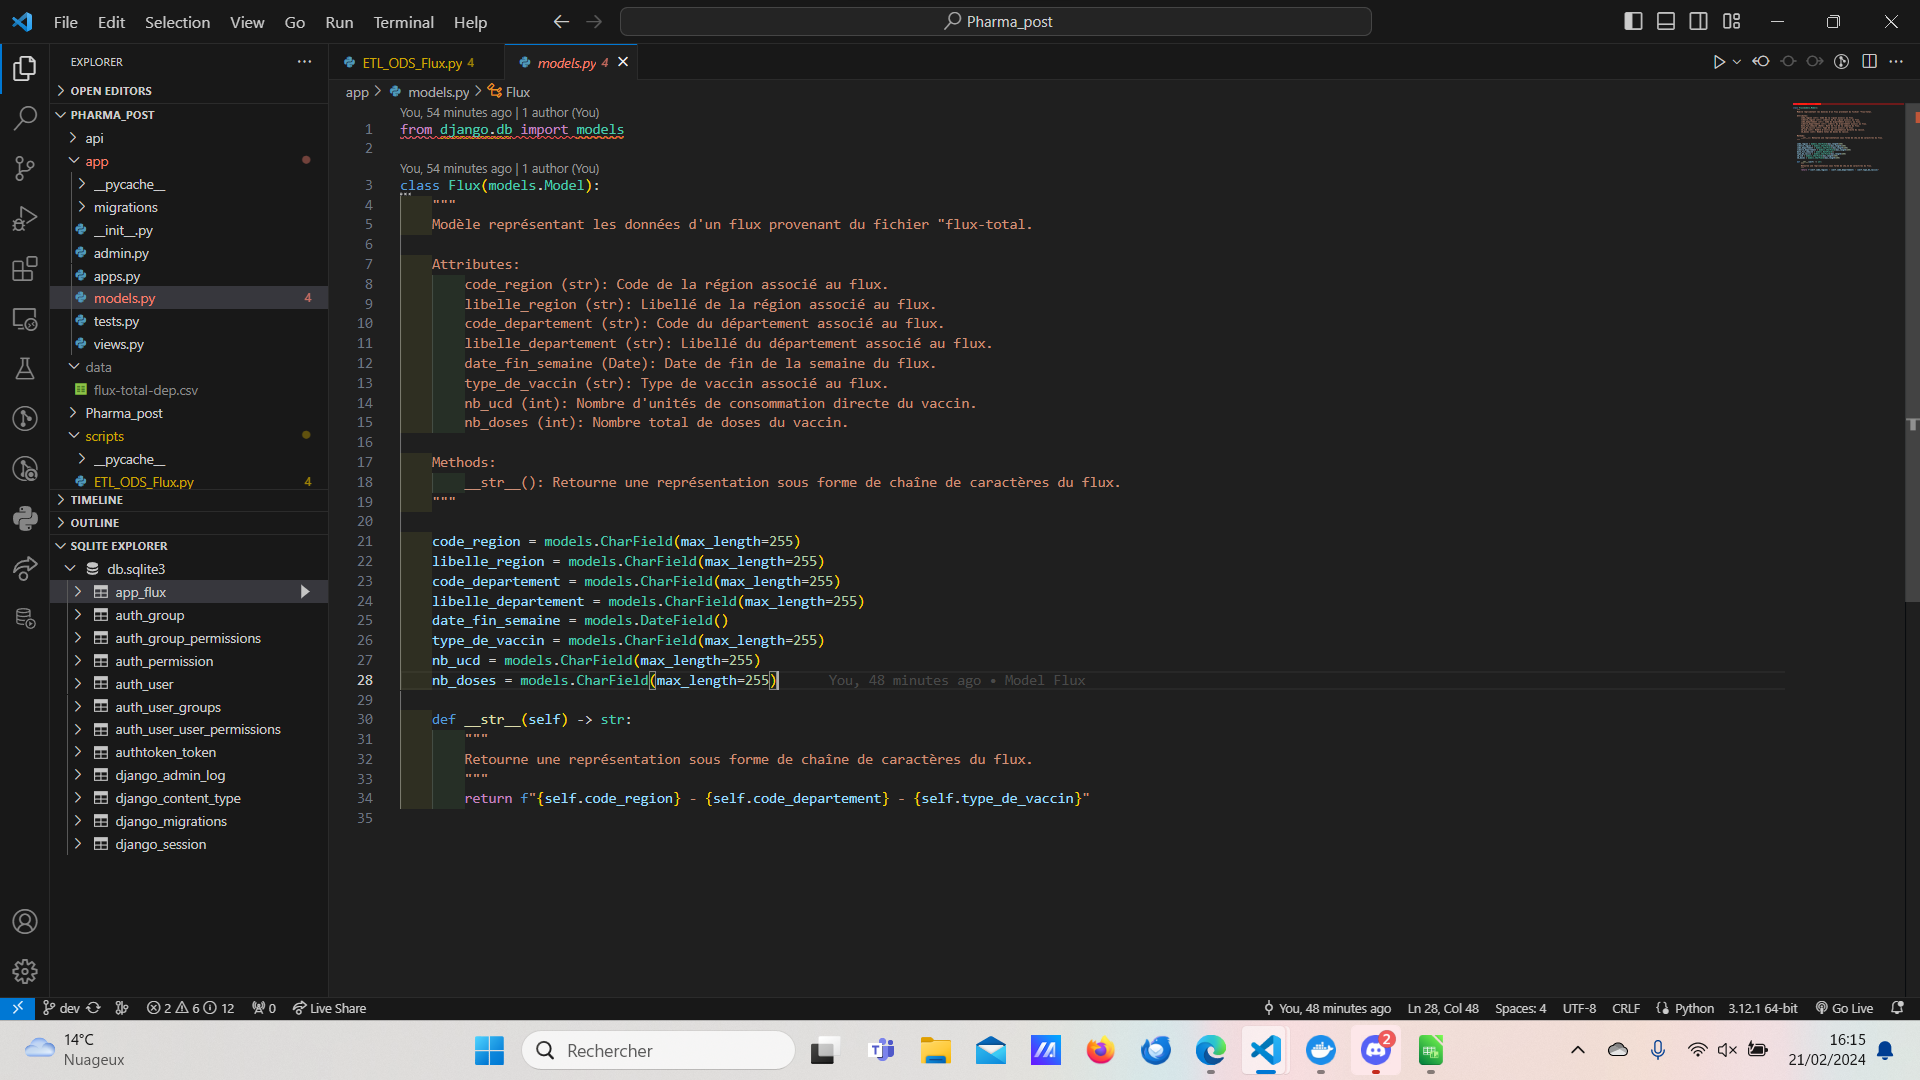 File Edit Selection View Go Run Terminal Help
Pharma_post
EXPLORER
OPEN EDITORS
PHARMA_POST
api
app
__pycache__
migrations
__init__.py
admin.py
apps.py
models.py 4
tests.py
views.py
data
flux-total-dep.csv
Pharma_post
scripts
__pycache__
ETL_ODS_Flux.py 4
TIMELINE
OUTLINE
SQLITE EXPLORER
db.sqlite3
app_flux
auth_group
auth_group_permissions
auth_permission
auth_user
auth_user_groups
auth_user_user_permissions
authtoken_token
django_admin_log
django_content_type
django_migrations
django_session
ETL_ODS_Flux.py 4
models.py 4
app > models.py > Flux
You, 54 minutes ago | 1 author (You)
1 from django.db import models
2
You, 54 minutes ago | 1 author (You)
3 class Flux(models.Model):
4 """
5 Modèle représentant les données d'un flux provenant du fichier "flux-total.
6
7 Attributes:
8 code_region (str): Code de la région associé au flux.
9 libelle_region (str): Libellé de la région associé au flux.
10 code_departement (str): Code du département associé au flux.
11 libelle_departement (str): Libellé du département associé au flux.
12 date_fin_semaine (Date): Date de fin de la semaine du flux.
13 type_de_vaccin (str): Type de vaccin associé au flux.
14 nb_ucd (int): Nombre d'unités de consommation directe du vaccin.
15 nb_doses (int): Nombre total de doses du vaccin.
16
17 Methods:
18 __str__(): Retourne une représentation sous forme de chaîne de caractères du flux.
19 """
20
21 code_region = models.CharField(max_length=255)
22 libelle_region = models.CharField(max_length=255)
23 code_departement = models.CharField(max_length=255)
24 libelle_departement = models.CharField(max_length=255)
25 date_fin_semaine = models.DateField()
26 type_de_vaccin = models.CharField(max_length=255)
27 nb_ucd = models.CharField(max_length=255)
28 nb_doses = models.CharField(max_length=255) You, 48 minutes ago • Model Flux
29
30 def __str__(self) -> str:
31 """
32 Retourne une représentation sous forme de chaîne de caractères du flux.
33 """
34 return f"{self.code_region} - {self.code_departement} - {self.type_de_vaccin}"
35
dev 2 6 12 0 Live Share
You, 48 minutes ago Ln 28, Col 48 Spaces: 4 UTF-8 CRLF Python 3.12.1 64-bit Go Live
14°C
Nuageux
Rechercher
2
16:15
21/02/2024